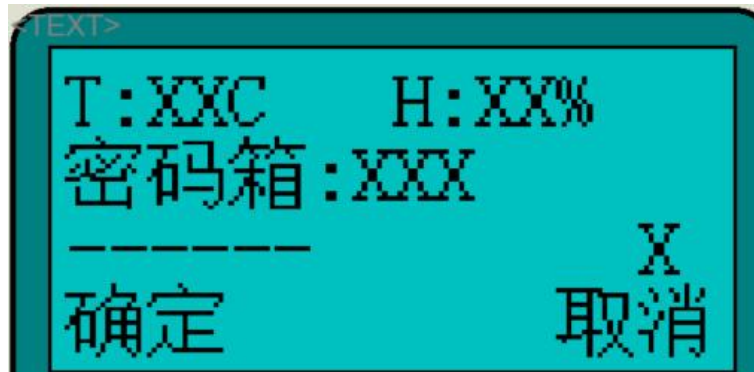 <TEXT>
T:XXC H:XX%
密码箱:XXX
------ X
确定 取消